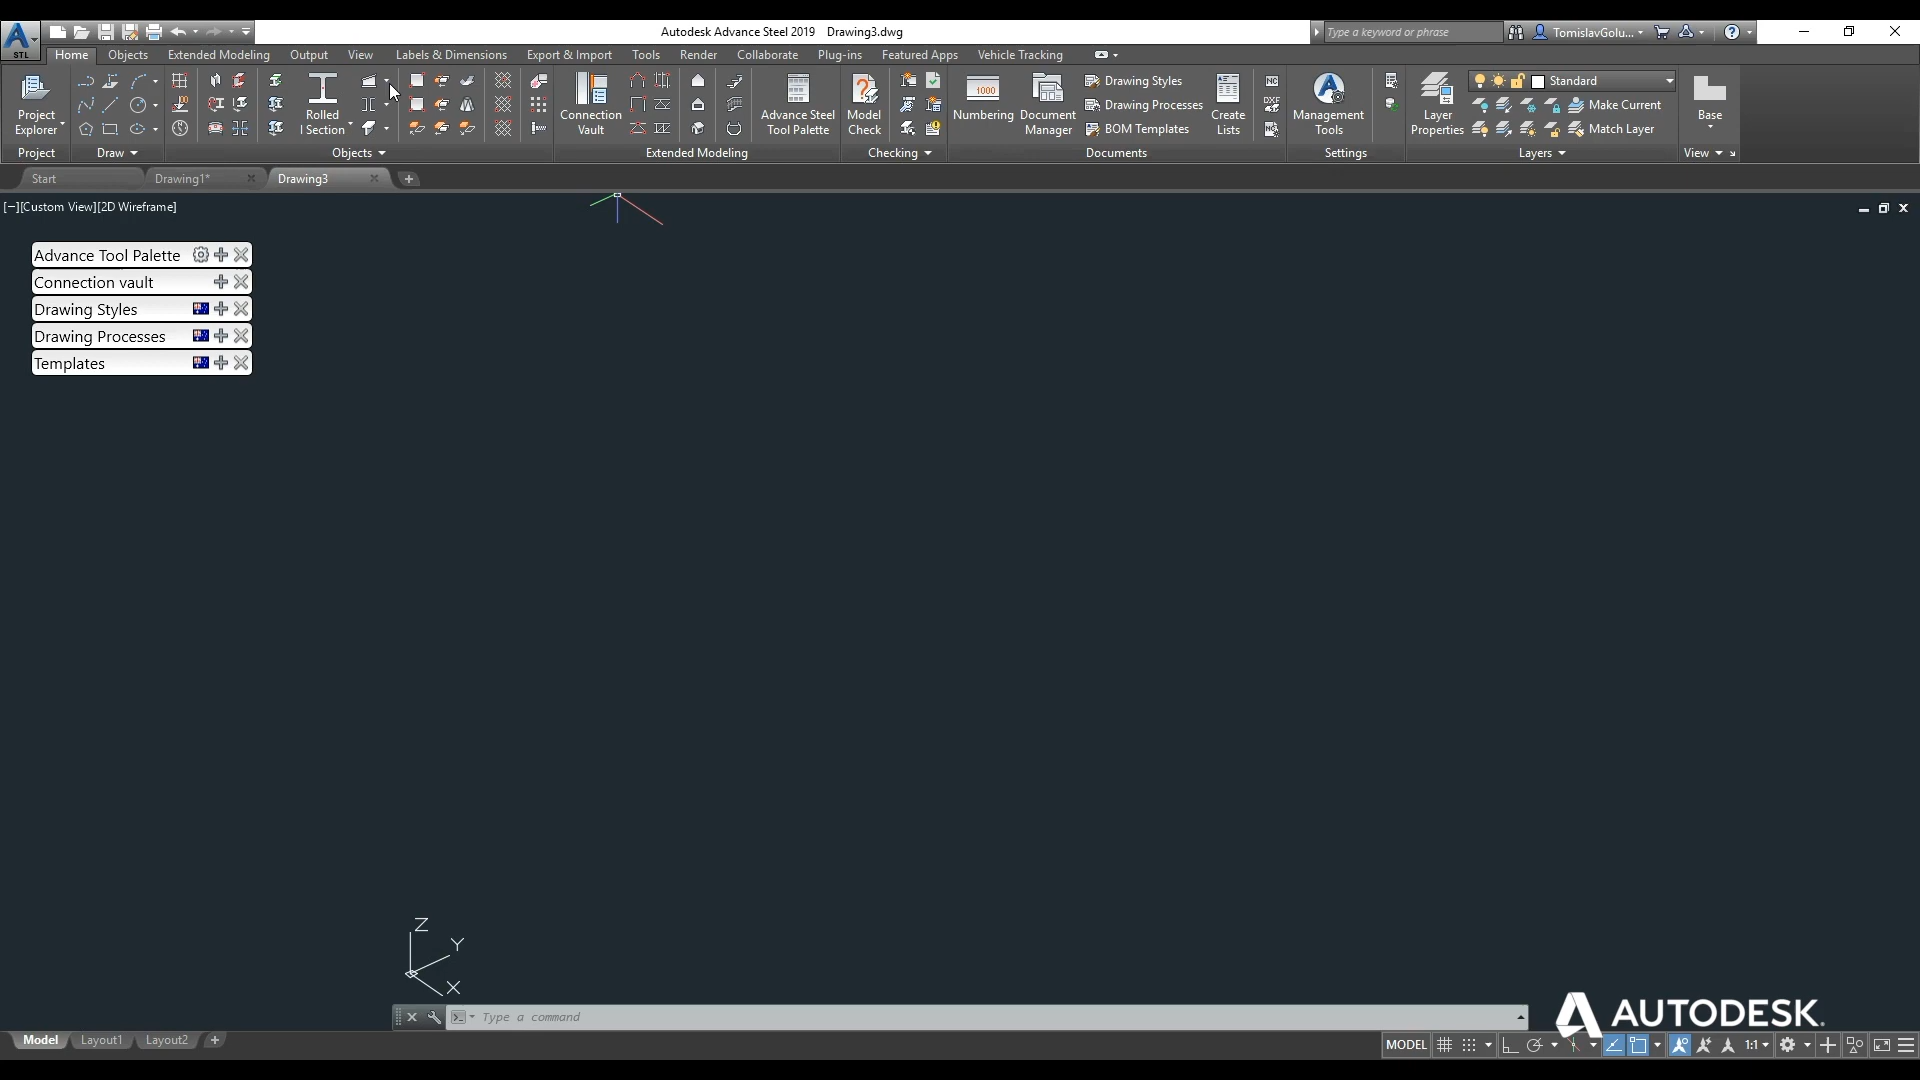 Autodesk Advance Steel 2019 Drawing3.dwg
Type a keyword or phrase
TomislavGolu...
STL
Home Objects Extended Modeling Output View Labels & Dimensions Export & Import Tools Render Collaborate Plug-ins Featured Apps Vehicle Tracking
Project Explorer
Rolled I Section
Connection Vault
Advance Steel Tool Palette
Model Check
1000
Numbering
Document Manager
Drawing Styles
Drawing Processes
BOM Templates
Create Lists
NC
DXF
NC
Management Tools
Layer Properties
Standard
Make Current
Match Layer
Base
Project Draw Objects Extended Modeling Checking Documents Settings Layers View
Start Drawing1* Drawing3
[−][Custom View][2D Wireframe]
Advance Tool Palette
Connection vault
Drawing Styles
Drawing Processes
Templates
Z
Y
X
Type a command
AUTODESK.
Model Layout1 Layout2
MODEL 1:1